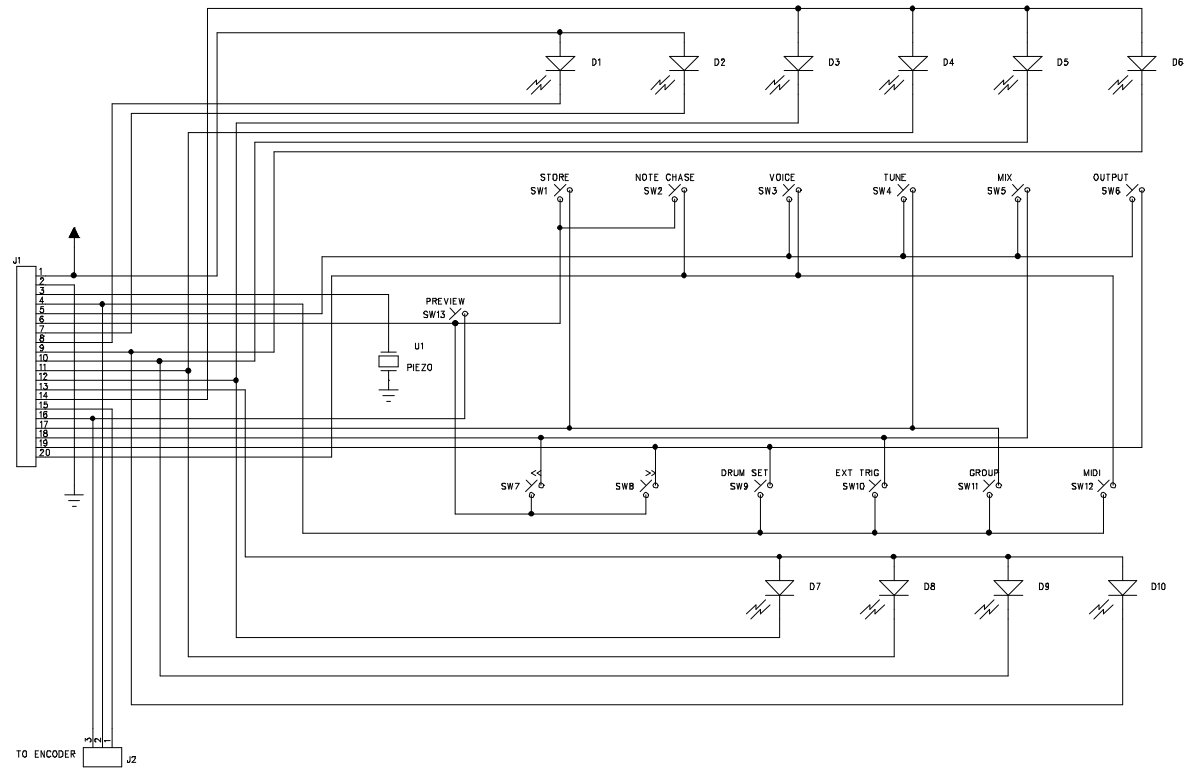 D1 D2 D3 D4 D5 D6
STORE NOTE CHASE VOICE TUNE MIX OUTPUT
SW1 SW2 SW3 SW4 SW5 SW6
J1
1
2
3
4
5
6
7
8
9
10
11
12
13
14
15
16
17
18
19
20
PREVIEW
SW13
U1
PIEZO
<< >> DRUM SET EXT TRIG GROUP MIDI
SW7 SW8 SW9 SW10 SW11 SW12
D7 D8 D9 D10
3 2 1
TO ENCODER J2